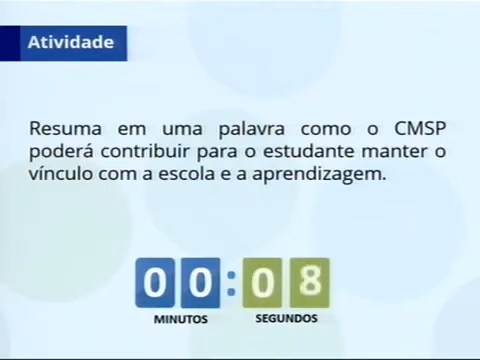 Atividade
Resuma em uma palavra como o CMSP
poderá contribuir para o estudante manter o
vínculo com a escola e a aprendizagem.
00:08
MINUTOS SEGUNDOS